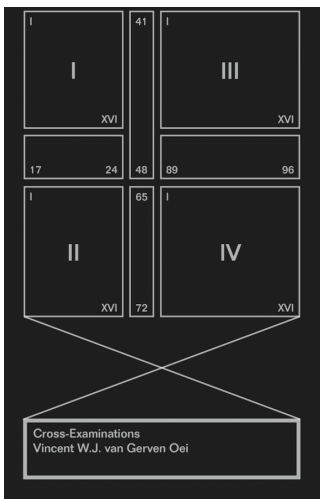 I
41
I
I
III
XVI
XVI
17
24
48
89
96
I
65
I
II
IV
XVI
72
XVI
Cross-Examinations
Vincent W.J. van Gerven Oei